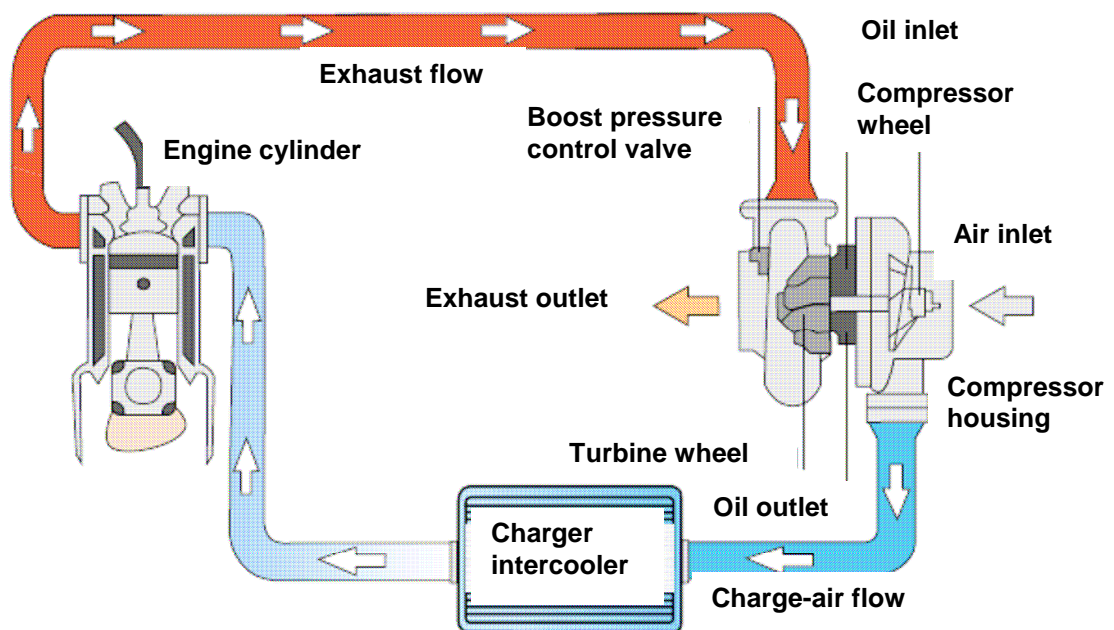 Oil inlet
Exhaust flow
Compressor
wheel
Boost pressure
control valve
Engine cylinder
Air inlet
Exhaust outlet
Compressor
housing
Turbine wheel
Oil outlet
Charger
intercooler
Charge-air flow